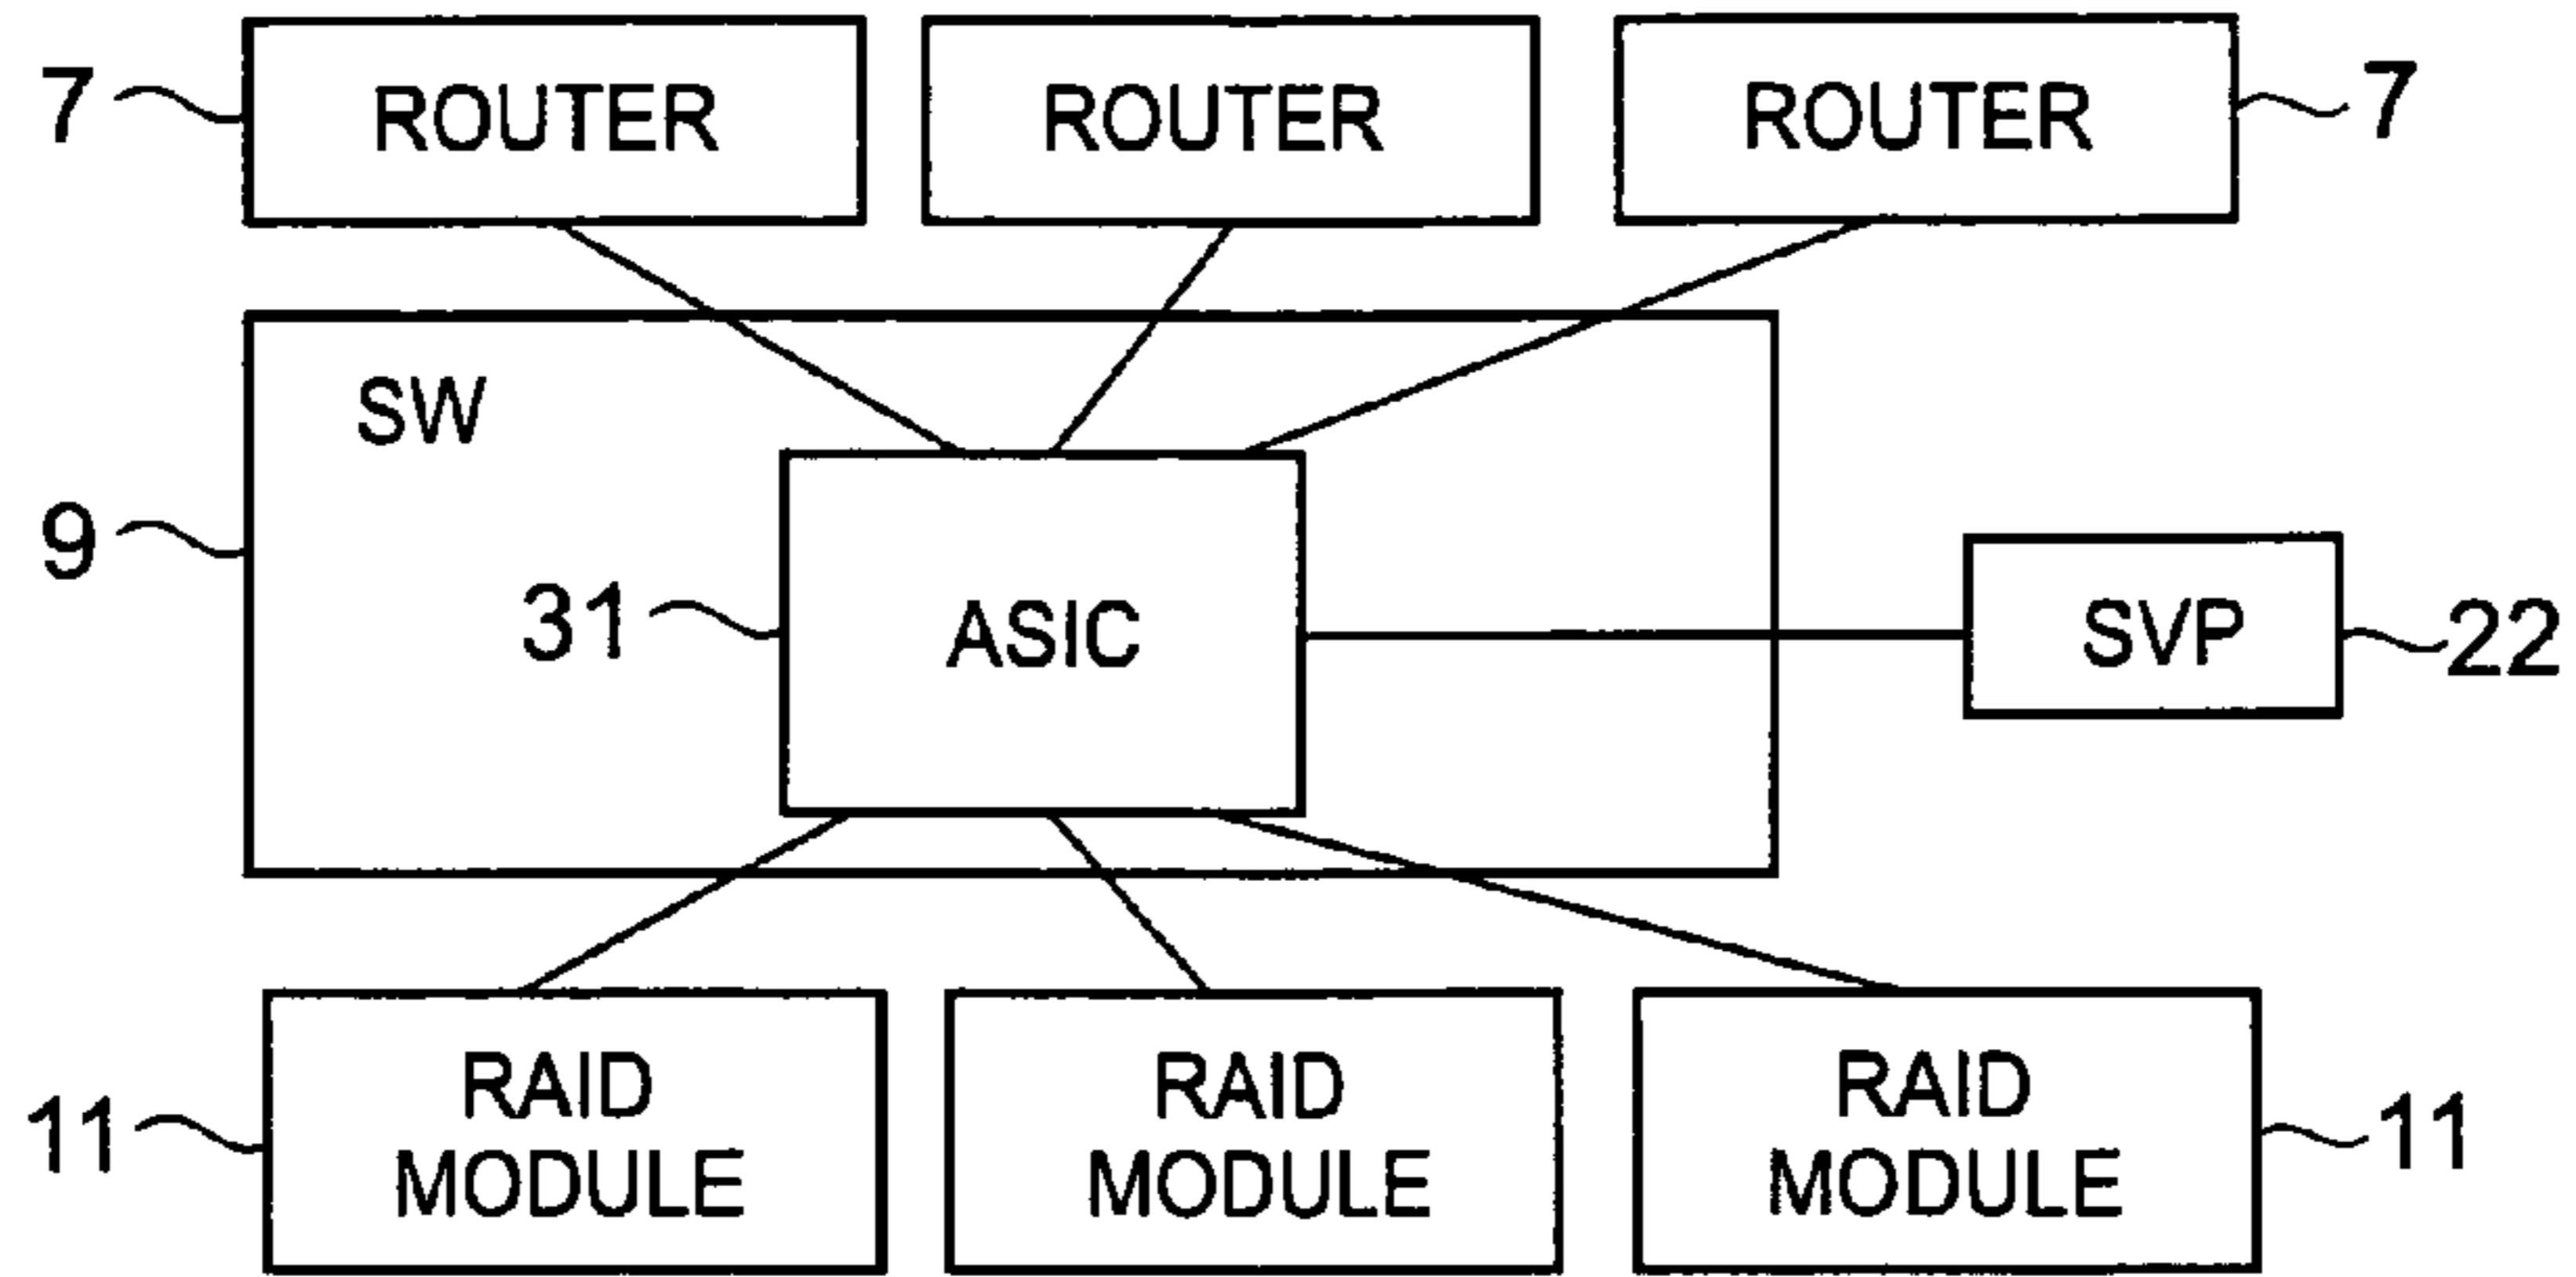 7 ROUTER ROUTER ROUTER 7
SW
9
31 ASIC SVP 22
RAID RAID RAID
11 MODULE MODULE MODULE 11